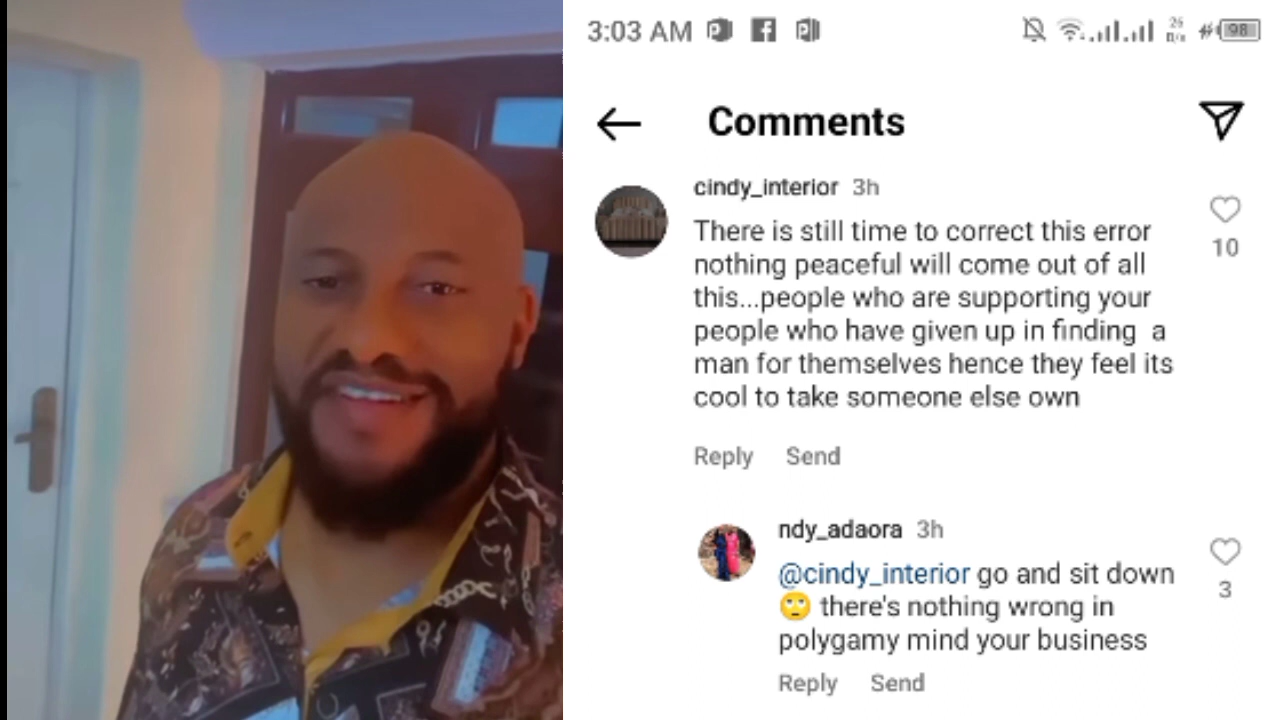 3:03 AM
98
Comments
cindy_interior 3h
There is still time to correct this error
nothing peaceful will come out of all
this...people who are supporting your
people who have given up in finding a
man for themselves hence they feel its
cool to take someone else own
10
Reply Send
ndy_adaora 3h
@cindy_interior go and sit down
🙄 there's nothing wrong in
polygamy mind your business
3
Reply Send